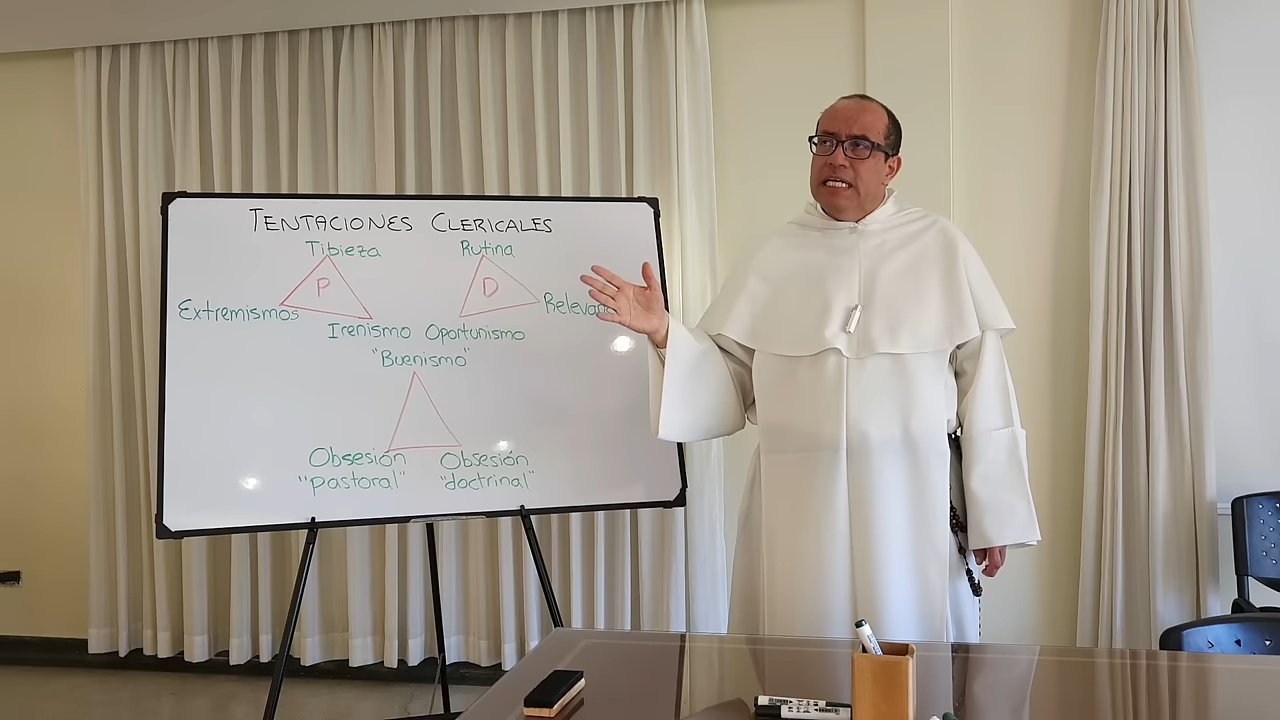 TENTACIONES CLERICALES
Tibieza
Rutina
P
D
Extremismos
Irenismo
Oportunismo
"Buenismo"
Obsesión
"pastoral"
Obsesión
"doctrinal"